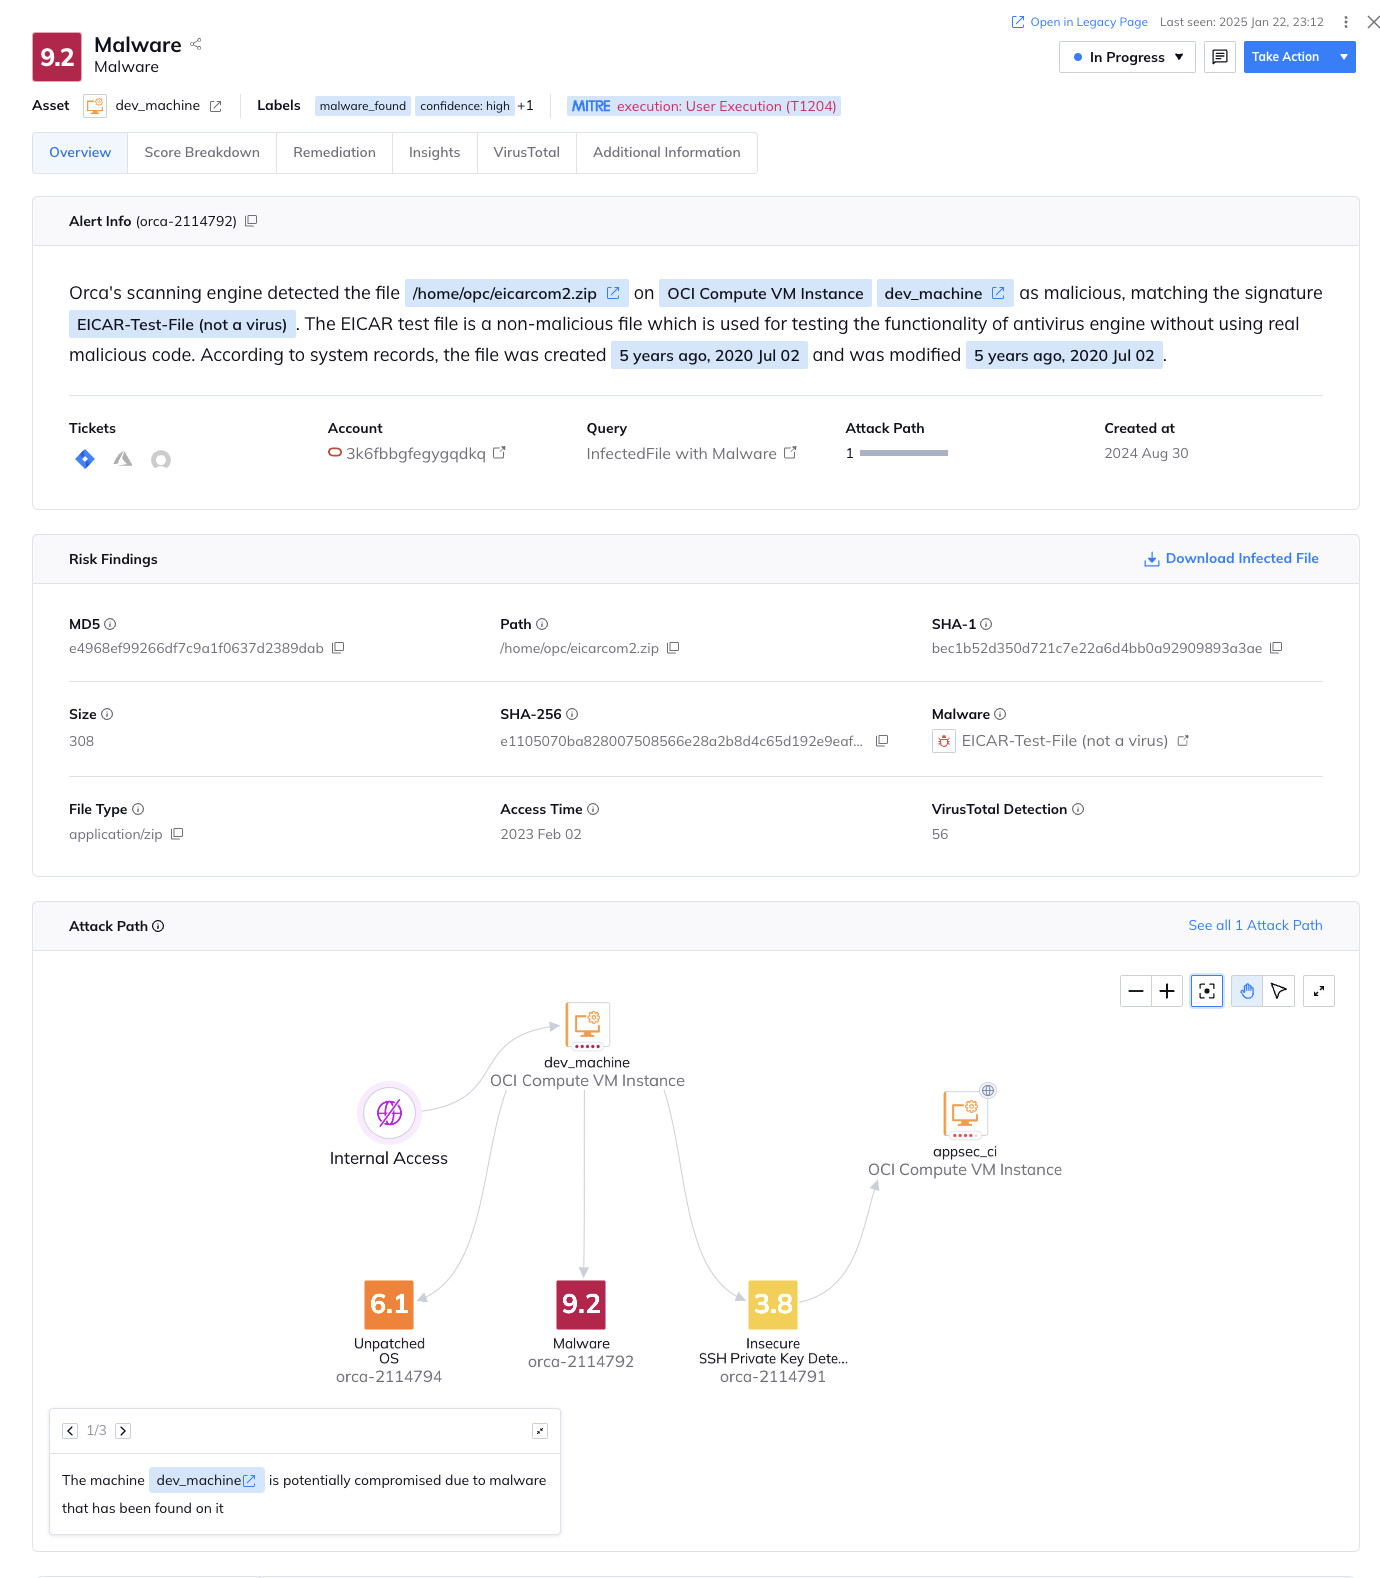 Open in Legacy Page Last seen: 2025 Jan 22, 23:12
9.2 Malware
Malware
In Progress Take Action
Asset dev_machine Labels malware_found confidence: high +1 MITRE execution: User Execution (T1204)
Overview Score Breakdown Remediation Insights VirusTotal Additional Information
Alert Info (orca-2114792)
Orca's scanning engine detected the file /home/opc/eicarcom2.zip on OCI Compute VM Instance dev_machine as malicious, matching the signature
EICAR-Test-File (not a virus) . The EICAR test file is a non-malicious file which is used for testing the functionality of antivirus engine without using real
malicious code. According to system records, the file was created 5 years ago, 2020 Jul 02 and was modified 5 years ago, 2020 Jul 02 .
Tickets Account Query Attack Path Created at
3k6fbbgfegygqdkq InfectedFile with Malware 1 2024 Aug 30
Risk Findings Download Infected File
MD5 Path SHA-1
e4968ef99266df7c9a1f0637d2389dab /home/opc/eicarcom2.zip bec1b52d350d721c7e22a6d4bb0a92909893a3ae
Size SHA-256 Malware
308 e1105070ba828007508566e28a2b8d4c65d192e9eaf... EICAR-Test-File (not a virus)
File Type Access Time VirusTotal Detection
application/zip 2023 Feb 02 56
Attack Path See all 1 Attack Path
dev_machine
OCI Compute VM Instance
Internal Access
appsec_ci
OCI Compute VM Instance
6.1 9.2 3.8
Unpatched Malware Insecure
OS orca-2114792 SSH Private Key Dete...
orca-2114794 orca-2114791
1/3
The machine dev_machine is potentially compromised due to malware
that has been found on it